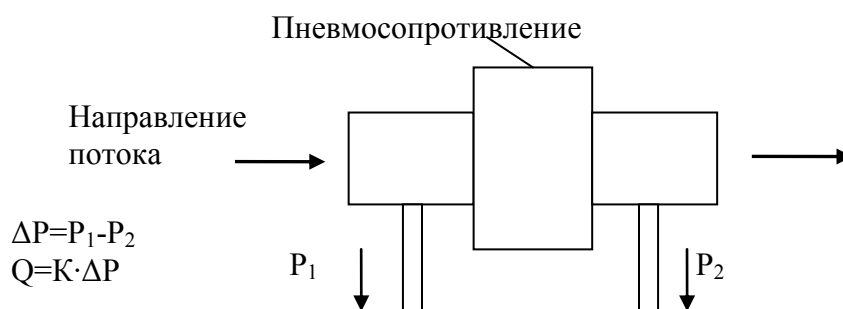 Пневмосопротивление
Направление
потока
ΔP=P₁-P₂
Q=К·ΔP
P₁
P₂